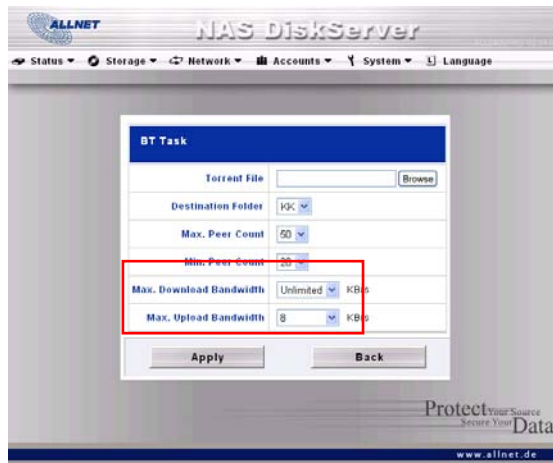 ALLNET
NAS DiskServer
Status Storage Network Accounts System Language
BT Task
Torrent File Browse
Destination Folder KK
Max. Peer Count 50
Min. Peer Count 20
Max. Download Bandwidth Unlimited KB/s
Max. Upload Bandwidth 8 KB/s
Apply Back
Protect Your Source
Secure Your Data
www.allnet.de